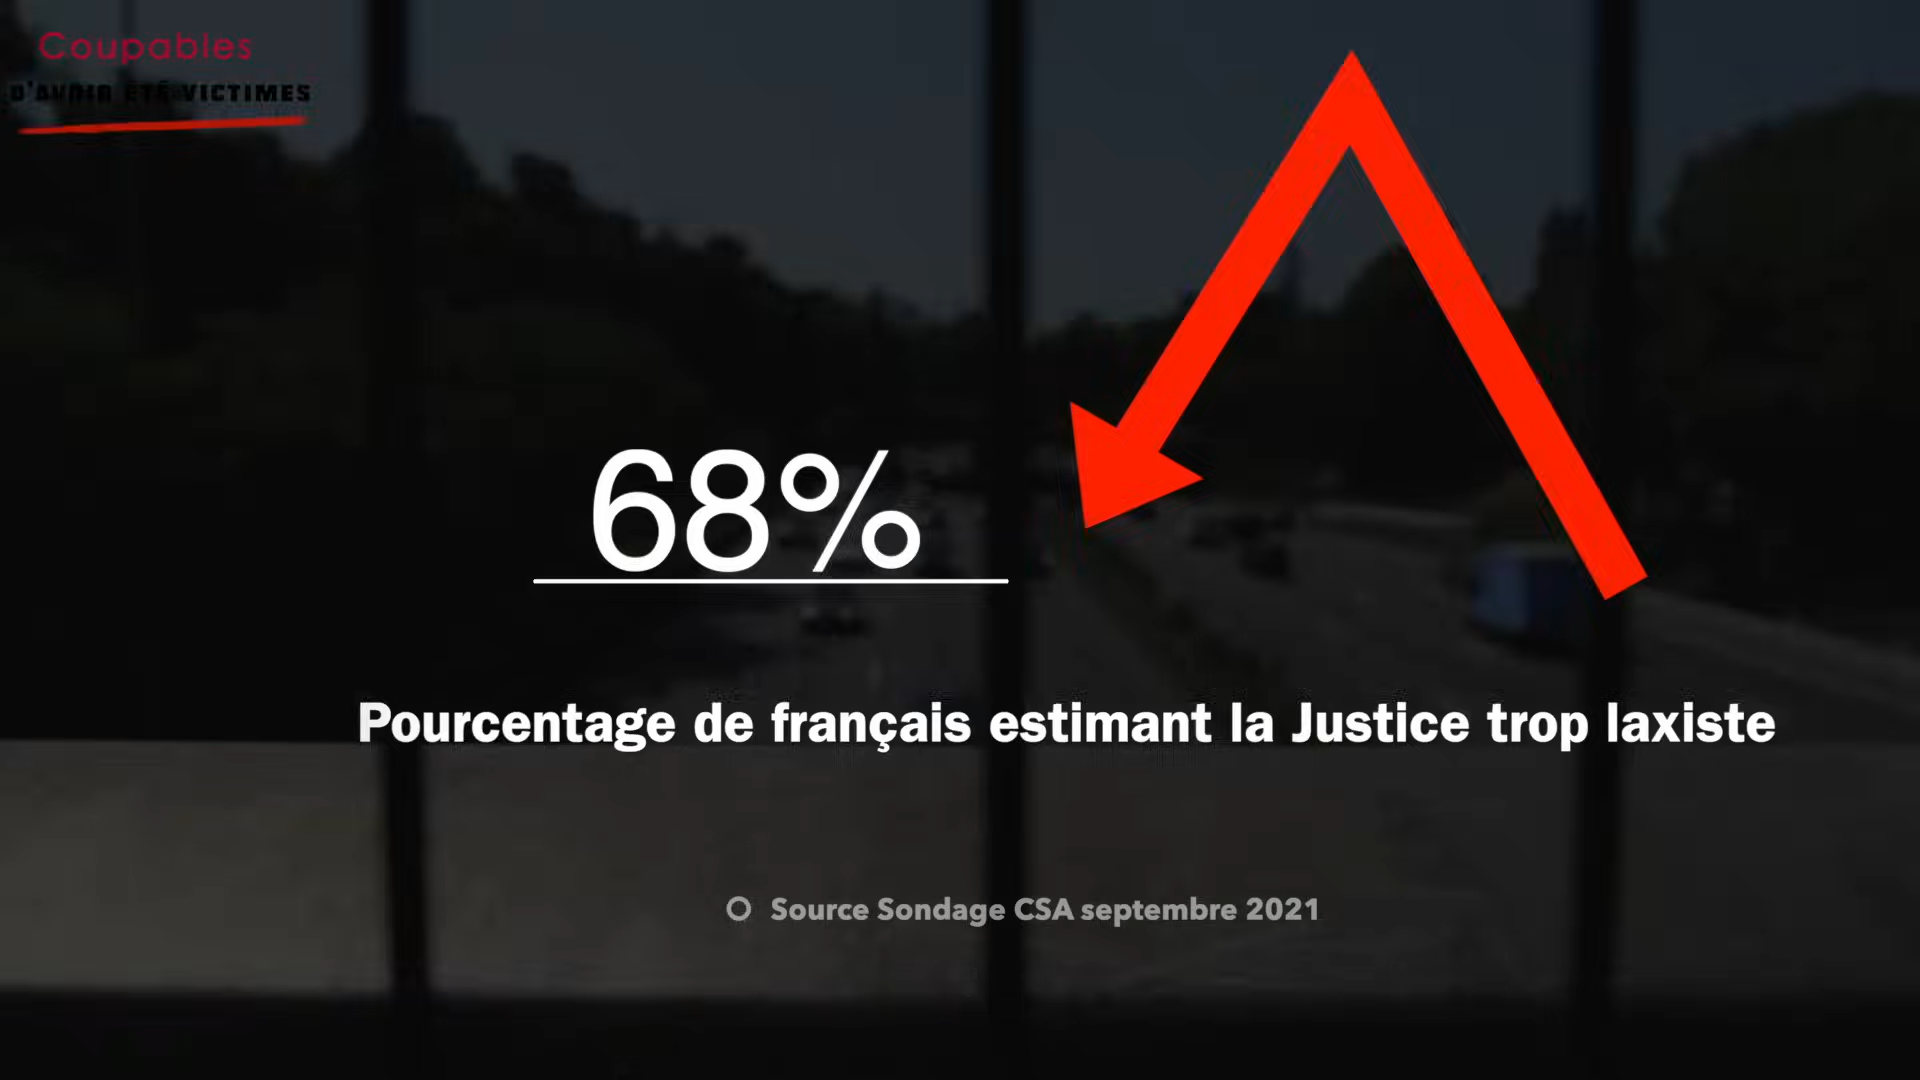 Coupables
D'AVOIR ÉTÉ VICTIMES
68%
Pourcentage de français estimant la Justice trop laxiste
Source Sondage CSA septembre 2021